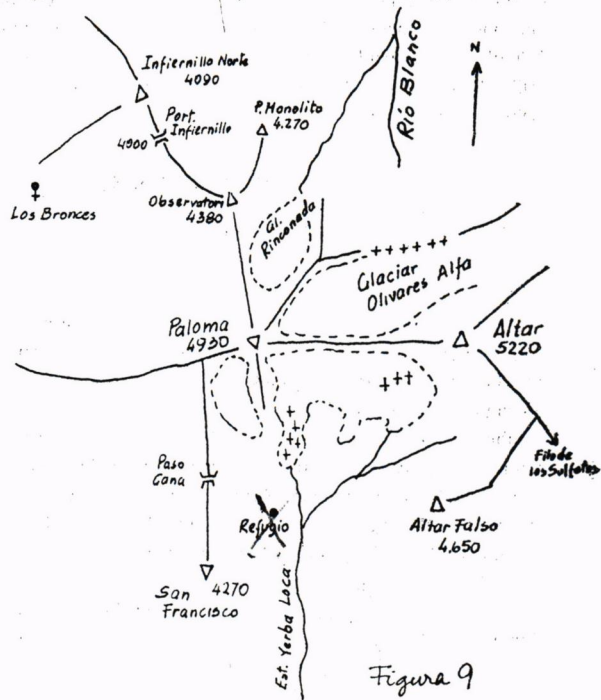 Infiernillo Norte
4090
Port.
Infiernillo
4900
P. Monolito
4.270
Río Blanco
N
Los Bronces
Observatori
4380
Gl.
Rinconada
Glaciar
Olivares Alfa
Paloma
4930
Altar
5220
Paso
Cana
Filo de
los Sulfatos
Refugio
Altar Falso
4.650
San 4270
Francisco
Est. Yerba Loca
Figura 9